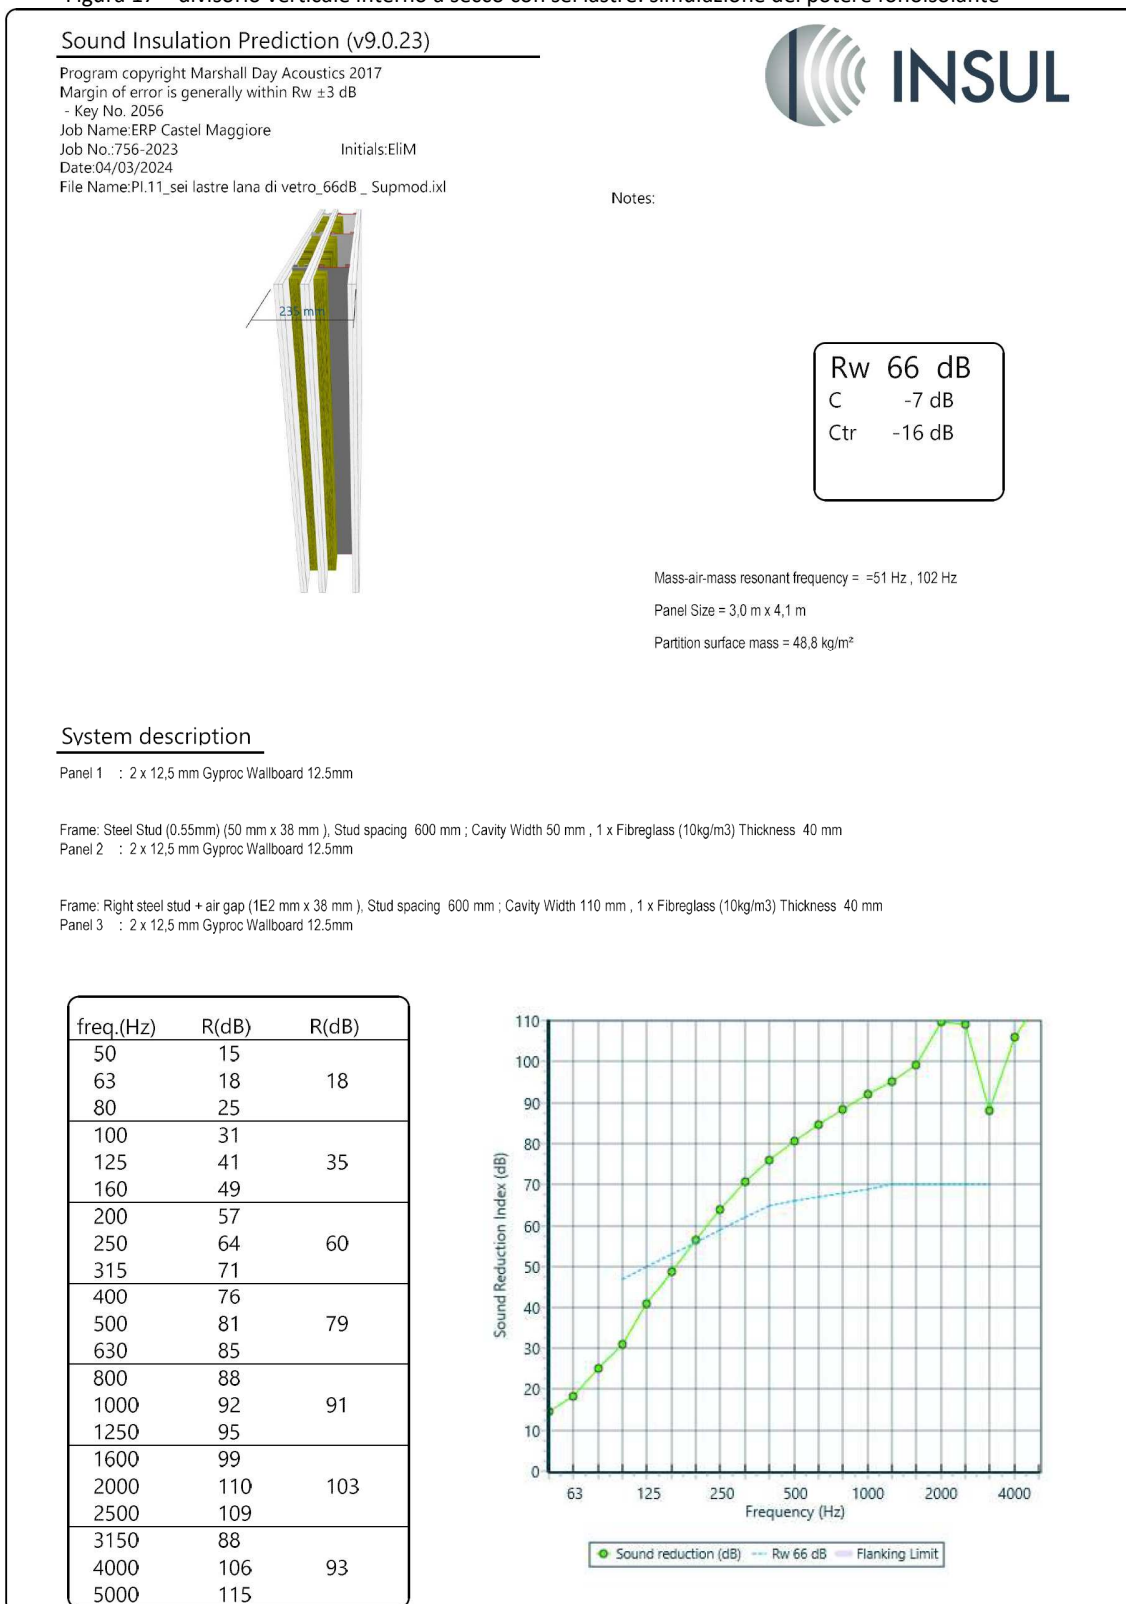 Figura 17 – divisorio verticale interno a secco con sei lastre: simulazione del potere fonoisolante
Sound Insulation Prediction (v9.0.23)
INSUL
Program copyright Marshall Day Acoustics 2017
Margin of error is generally within Rw ±3 dB
- Key No. 2056
Job Name:ERP Castel Maggiore
Job No.:756-2023 Initials:EliM
Date:04/03/2024
File Name:PI.11_sei lastre lana di vetro_66dB _ Supmod.ixl
Notes:
235 mm
Rw 66 dB
C -7 dB
Ctr -16 dB
Mass-air-mass resonant frequency = =51 Hz , 102 Hz
Panel Size = 3,0 m x 4,1 m
Partition surface mass = 48,8 kg/m²
System description
Panel 1 : 2 x 12,5 mm Gyproc Wallboard 12.5mm
Frame: Steel Stud (0.55mm) (50 mm x 38 mm ), Stud spacing 600 mm ; Cavity Width 50 mm , 1 x Fibreglass (10kg/m3) Thickness 40 mm
Panel 2 : 2 x 12,5 mm Gyproc Wallboard 12.5mm
Frame: Right steel stud + air gap (1E2 mm x 38 mm ), Stud spacing 600 mm ; Cavity Width 110 mm , 1 x Fibreglass (10kg/m3) Thickness 40 mm
Panel 3 : 2 x 12,5 mm Gyproc Wallboard 12.5mm
freq.(Hz) R(dB) R(dB)
50 15
63 18 18
80 25
100 31
125 41 35
160 49
200 57
250 64 60
315 71
400 76
500 81 79
630 85
800 88
1000 92 91
1250 95
1600 99
2000 110 103
2500 109
3150 88
4000 106 93
5000 115
Sound Reduction Index (dB)
110
100
90
80
70
60
50
40
30
20
10
0
63 125 250 500 1000 2000 4000
Frequency (Hz)
Sound reduction (dB) Rw 66 dB Flanking Limit